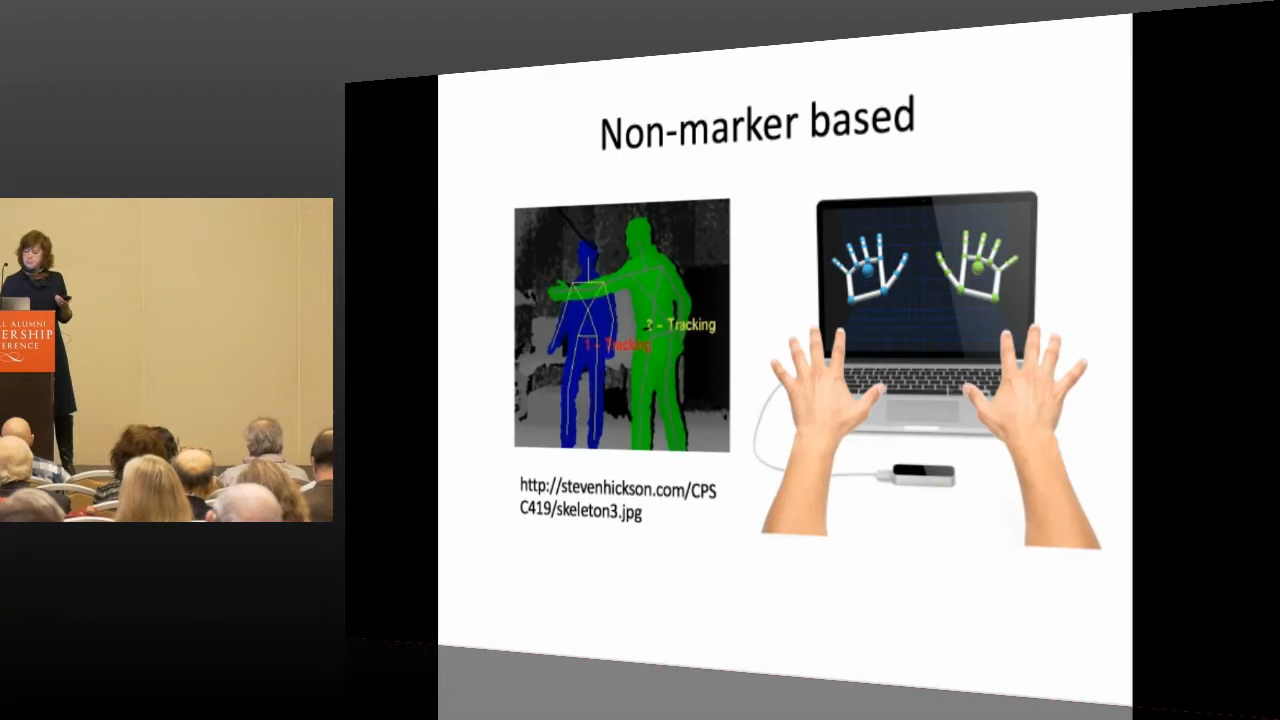 Non-marker based
2 - Tracking
1 - Tracking
http://stevenhickson.com/CPS
C419/skeleton3.jpg
L ALUMNI
ERSHIP
ERENCE